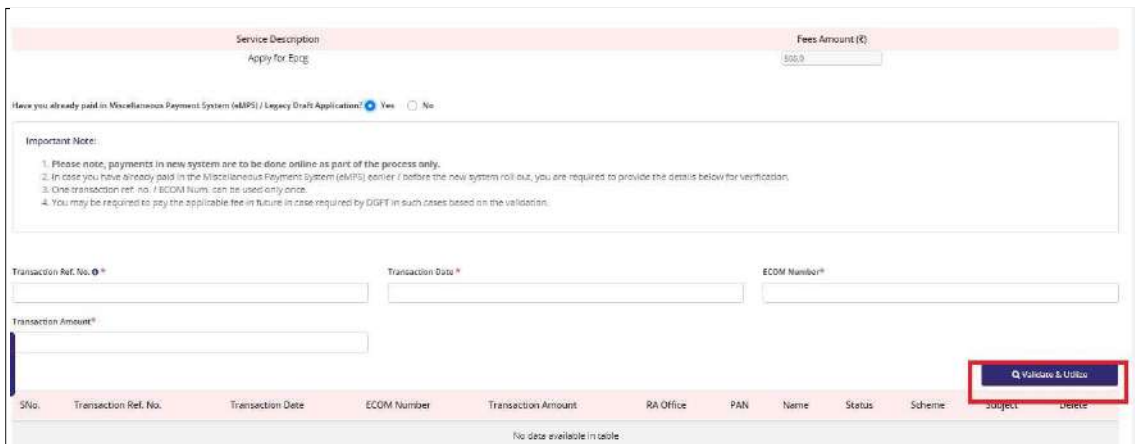 Service Description Fees Amount (₹)
Apply for Epcg 500.0
Have you already paid in Miscellaneous Payment System (eMPS) / Legacy Draft Application? Yes No
Important Note:
1. Please note, payments in new system are to be done online as part of the process only.
2. In case you have already paid in the Miscellaneous Payment System (eMPS) earlier / before the new system roll out, you are required to provide the details below for verification.
3. One transaction ref. no. / ECOM Num. can be used only once.
4. You may be required to pay the applicable fee in future in case required by DGFT in such cases based on the validation.
Transaction Ref. No. * Transaction Date * ECOM Number*
Transaction Amount*
Validate & Utilize
SNo. Transaction Ref. No. Transaction Date ECOM Number Transaction Amount RA Office PAN Name Status Scheme Subject Delete
No data available in table